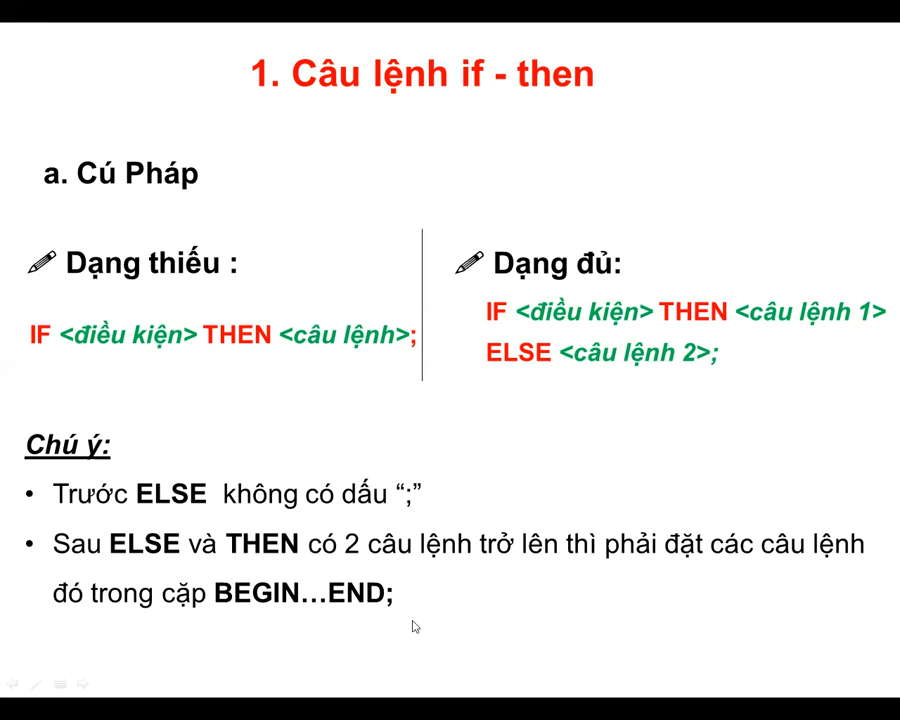 1. Câu lệnh if - then
a. Cú Pháp
Dạng thiếu :
IF <điều kiện> THEN <câu lệnh>;
Dạng đủ:
IF <điều kiện> THEN <câu lệnh 1>
ELSE <câu lệnh 2>;
Chú ý:
• Trước ELSE không có dấu “;”
• Sau ELSE và THEN có 2 câu lệnh trở lên thì phải đặt các câu lệnh
đó trong cặp BEGIN…END;